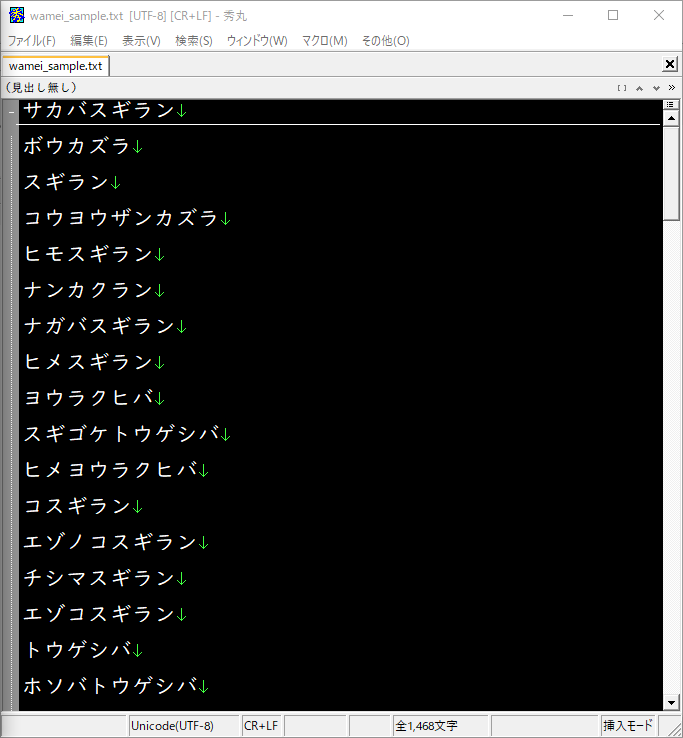 wamei_sample.txt [UTF-8] [CR+LF] - 秀丸
ファイル(F) 編集(E) 表示(V) 検索(S) ウィンドウ(W) マクロ(M) その他(O)
wamei_sample.txt
(見出し無し)
サカバスギラン↓
ボウカズラ↓
スギラン↓
コウヨウザンカズラ↓
ヒモスギラン↓
ナンカクラン↓
ナガバスギラン↓
ヒメスギラン↓
ヨウラクヒバ↓
スギゴケトウゲシバ↓
ヒメヨウラクヒバ↓
コスギラン↓
エゾノコスギラン↓
チシマスギラン↓
エゾコスギラン↓
トウゲシバ↓
ホソバトウゲシバ↓
Unicode(UTF-8) CR+LF 全1,468文字 挿入モード